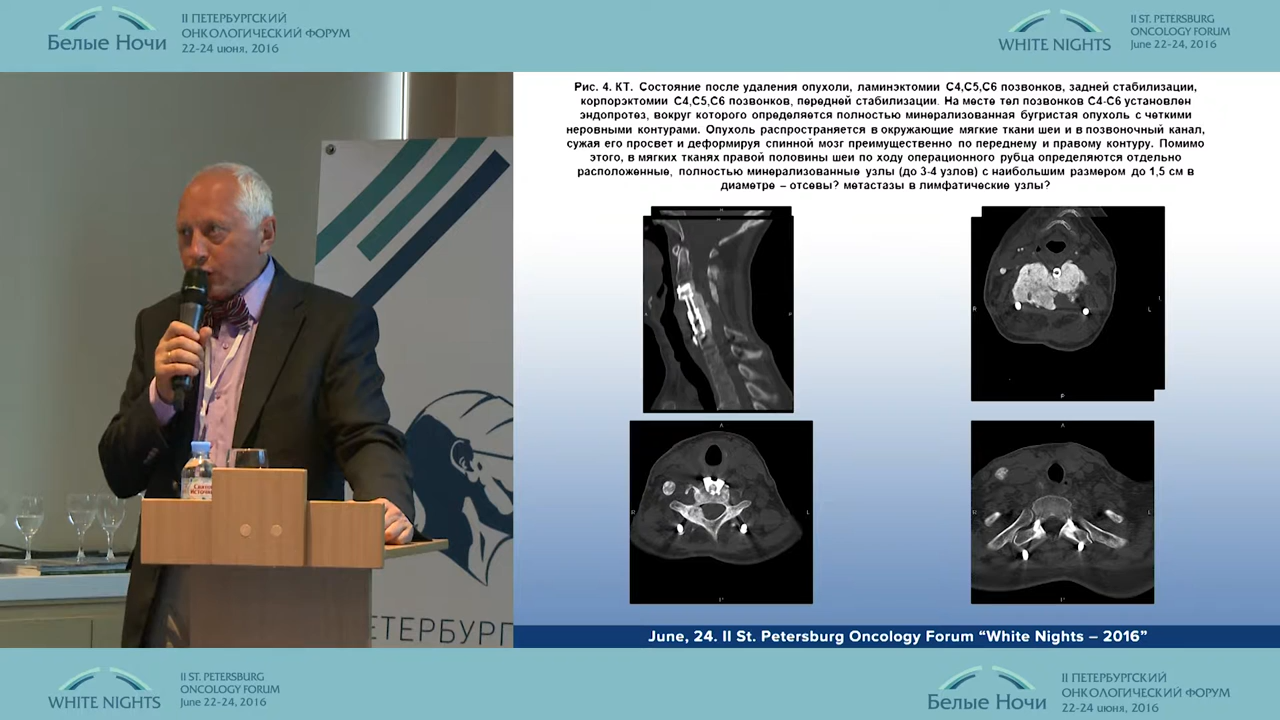 Белые Ночи
II ПЕТЕРБУРГСКИЙ
ОНКОЛОГИЧЕСКИЙ ФОРУМ
22-24 июня, 2016
WHITE NIGHTS
II ST. PETERSBURG
ONCOLOGY FORUM
June 22-24, 2016
Рис. 4. КТ. Состояние после удаления опухоли, ламинэктомии С4,С5,С6 позвонков, задней стабилизации,
корпорэктомии С4,С5,С6 позвонков, передней стабилизации. На месте тел позвонков С4-С6 установлен
эндопротез, вокруг которого определяется полностью минерализованная бугристая опухоль с четкими
неровными контурами. Опухоль распространяется в окружающие мягкие ткани шеи и в позвоночный канал,
сужая его просвет и деформируя спинной мозг преимущественно по переднему и правому контуру. Помимо
этого, в мягких тканях правой половины шеи по ходу операционного рубца определяются отдельно
расположенные, полностью минерализованные узлы (до 3-4 узлов) с наибольшим размером до 1,5 см в
диаметре – отсевы? метастазы в лимфатические узлы?
ЕТЕРБУРГ
June, 24. II St. Petersburg Oncology Forum “White Nights – 2016”
WHITE NIGHTS
II ST. PETERSBURG
ONCOLOGY FORUM
June 22-24, 2016
Белые Ночи
II ПЕТЕРБУРГСКИЙ
ОНКОЛОГИЧЕСКИЙ ФОРУМ
22-24 июня, 2016